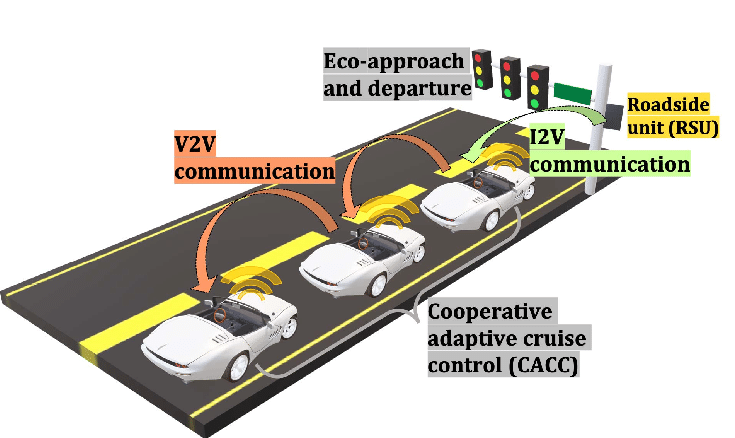 Eco-approach
and departure
Roadside
unit (RSU)
V2V
communication
I2V
communication
Cooperative
adaptive cruise
control (CACC)